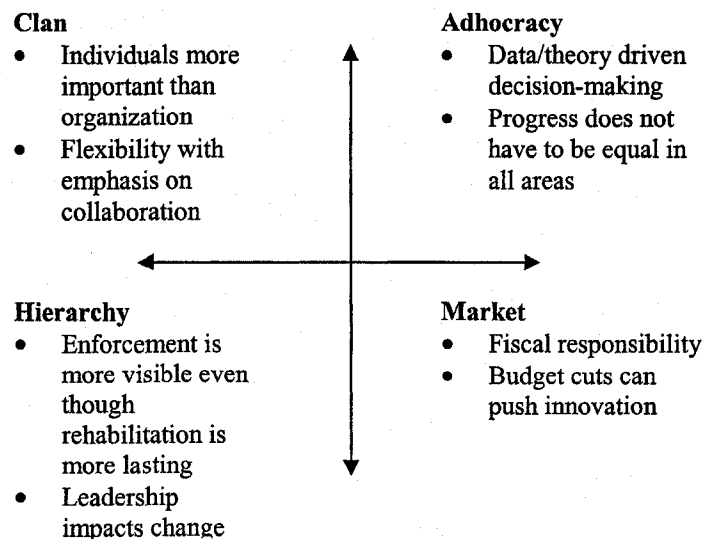 Clan
• Individuals more
important than
organization
• Flexibility with
emphasis on
collaboration
Adhocracy
• Data/theory driven
decision-making
• Progress does not
have to be equal in
all areas
Hierarchy
• Enforcement is
more visible even
though
rehabilitation is
more lasting
• Leadership
impacts change
Market
• Fiscal responsibility
• Budget cuts can
push innovation